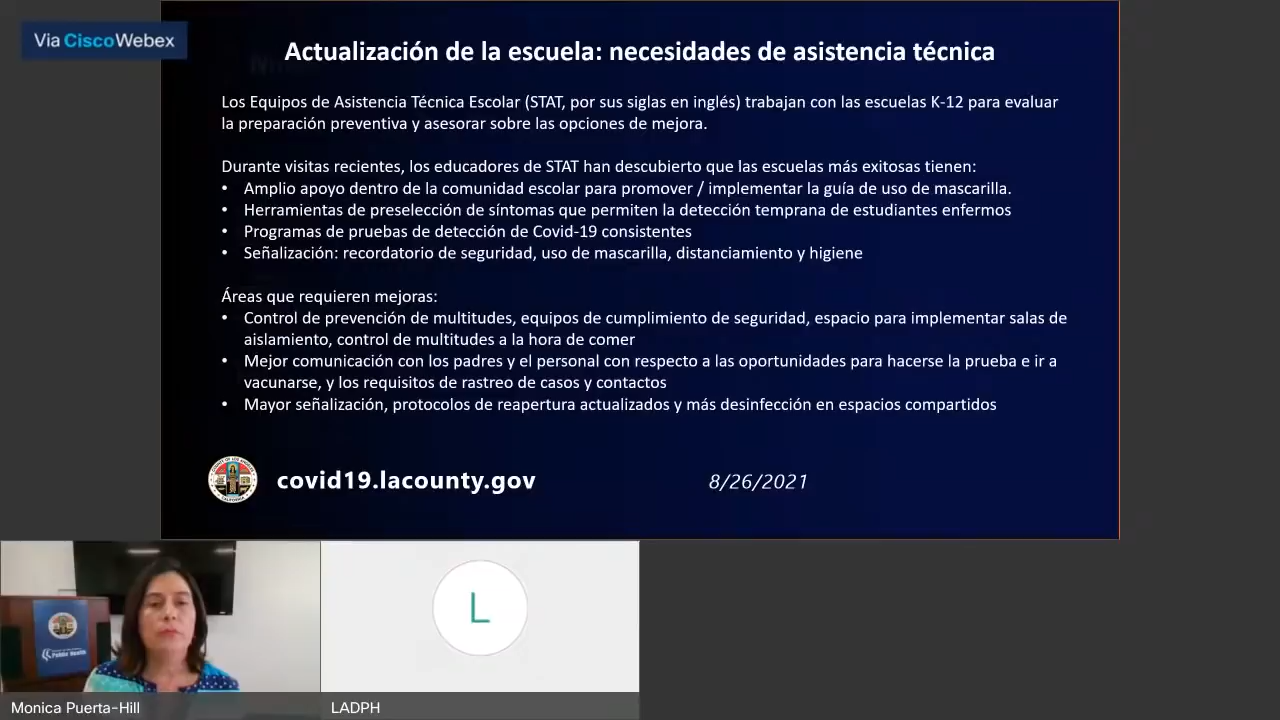 Via Cisco Webex
Actualización de la escuela: necesidades de asistencia técnica
Los Equipos de Asistencia Técnica Escolar (STAT, por sus siglas en inglés) trabajan con las escuelas K-12 para evaluar
la preparación preventiva y asesorar sobre las opciones de mejora.
Durante visitas recientes, los educadores de STAT han descubierto que las escuelas más exitosas tienen:
• Amplio apoyo dentro de la comunidad escolar para promover / implementar la guía de uso de mascarilla.
• Herramientas de preselección de síntomas que permiten la detección temprana de estudiantes enfermos
• Programas de pruebas de detección de Covid-19 consistentes
• Señalización: recordatorio de seguridad, uso de mascarilla, distanciamiento y higiene
Áreas que requieren mejoras:
• Control de prevención de multitudes, equipos de cumplimiento de seguridad, espacio para implementar salas de
aislamiento, control de multitudes a la hora de comer
• Mejor comunicación con los padres y el personal con respecto a las oportunidades para hacerse la prueba e ir a
vacunarse, y los requisitos de rastreo de casos y contactos
• Mayor señalización, protocolos de reapertura actualizados y más desinfección en espacios compartidos
covid19.lacounty.gov
8/26/2021
Public Health
L
Monica Puerta-Hill
LADPH